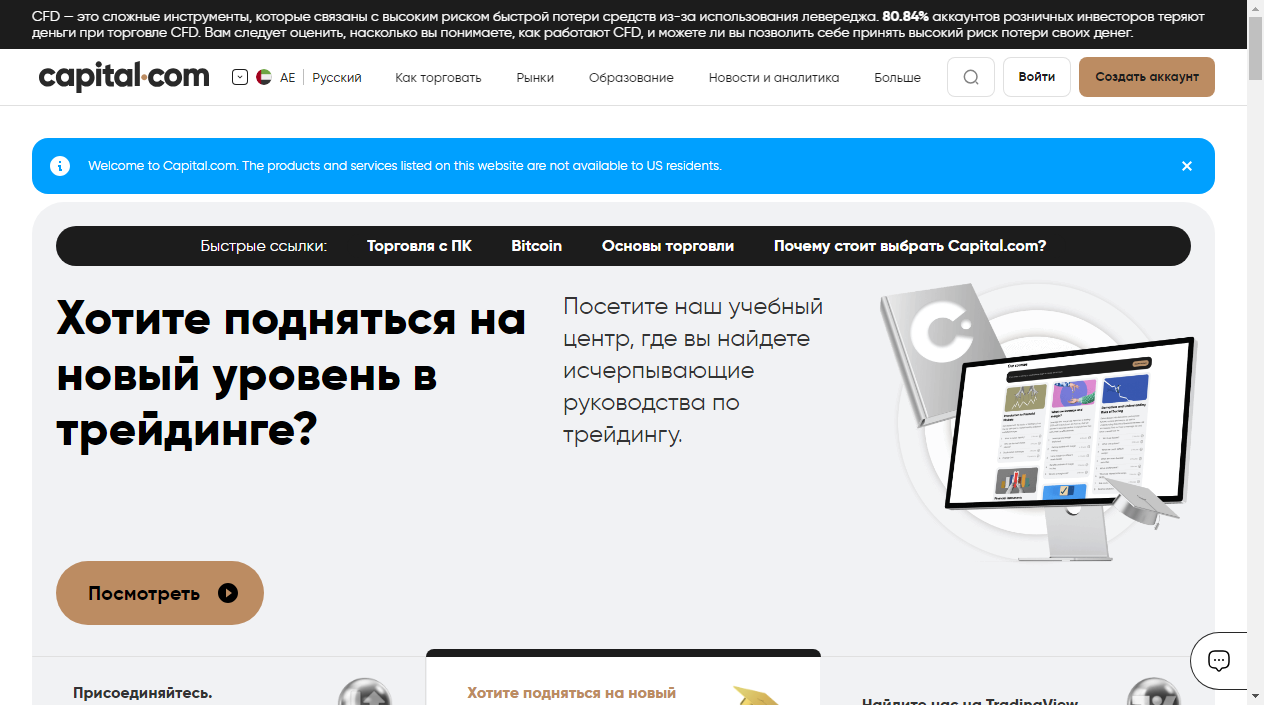 CFD — это сложные инструменты, которые связаны с высоким риском быстрой потери средств из-за использования левереджа. 80.84% аккаунтов розничных инвесторов теряют
деньги при торговле CFD. Вам следует оценить, насколько вы понимаете, как работают CFD, и можете ли вы позволить себе принять высокий риск потери своих денег.
capital.com AE Русский Как торговать Рынки Образование Новости и аналитика Больше Войти Создать аккаунт
Welcome to Capital.com. The products and services listed on this website are not available to US residents.
Быстрые ссылки: Торговля с ПК Bitcoin Основы торговли Почему стоит выбрать Capital.com?
Хотите подняться на
новый уровень в
трейдинге?
Посетите наш учебный
центр, где вы найдете
исчерпывающие
руководства по
трейдингу.
Посмотреть
Присоединяйтесь.
Хотите подняться на новый
Найдите нас на TradingView